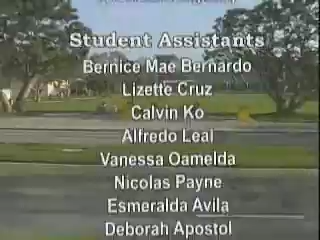 Student Assistants
Bernice Mae Bernardo
Lizette Cruz
Calvin Ko
Alfredo Leal
Vanessa Oamelda
Nicolas Payne
Esmeralda Avila
Deborah Apostol